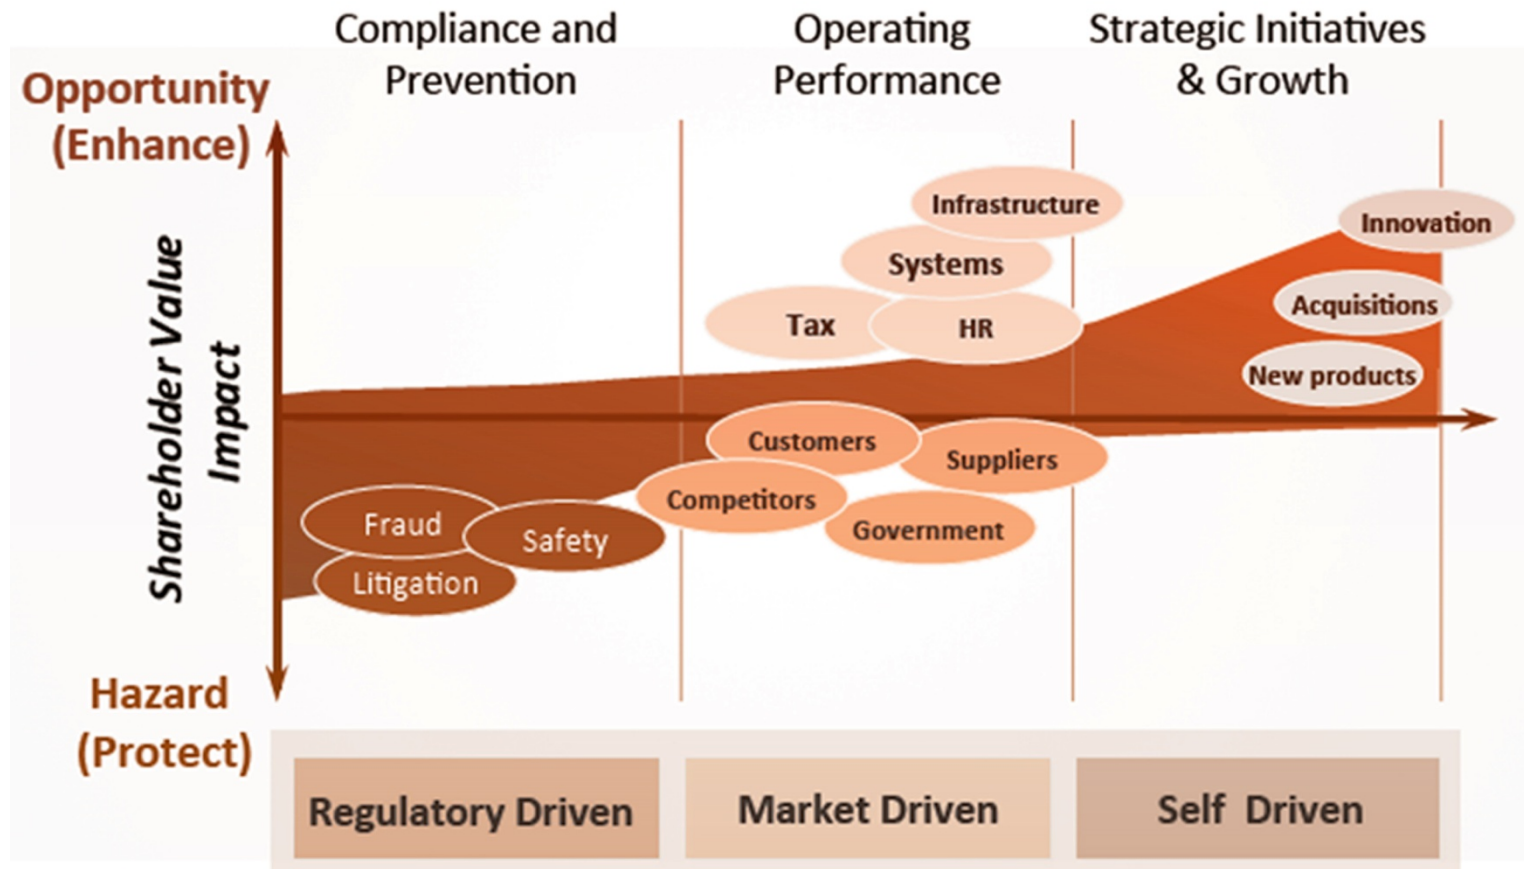 Compliance and
Prevention
Operating
Performance
Strategic Initiatives
& Growth
Opportunity
(Enhance)
Shareholder Value
Impact
Hazard
(Protect)
Infrastructure
Systems
Tax
HR
Innovation
Acquisitions
New products
Customers
Suppliers
Competitors
Government
Fraud
Safety
Litigation
Regulatory Driven
Market Driven
Self Driven